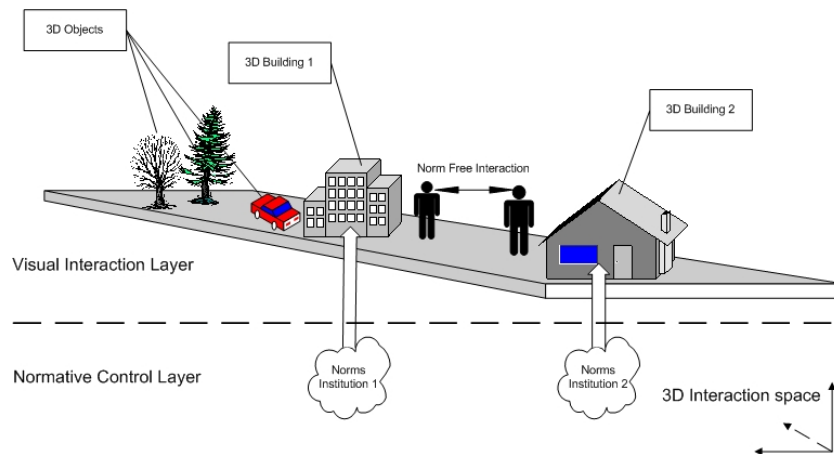 3D Objects
3D Building 1
3D Building 2
Norm Free Interaction
Visual Interaction Layer
Norms
Institution 1
Norms
Institution 2
Normative Control Layer
3D Interaction space